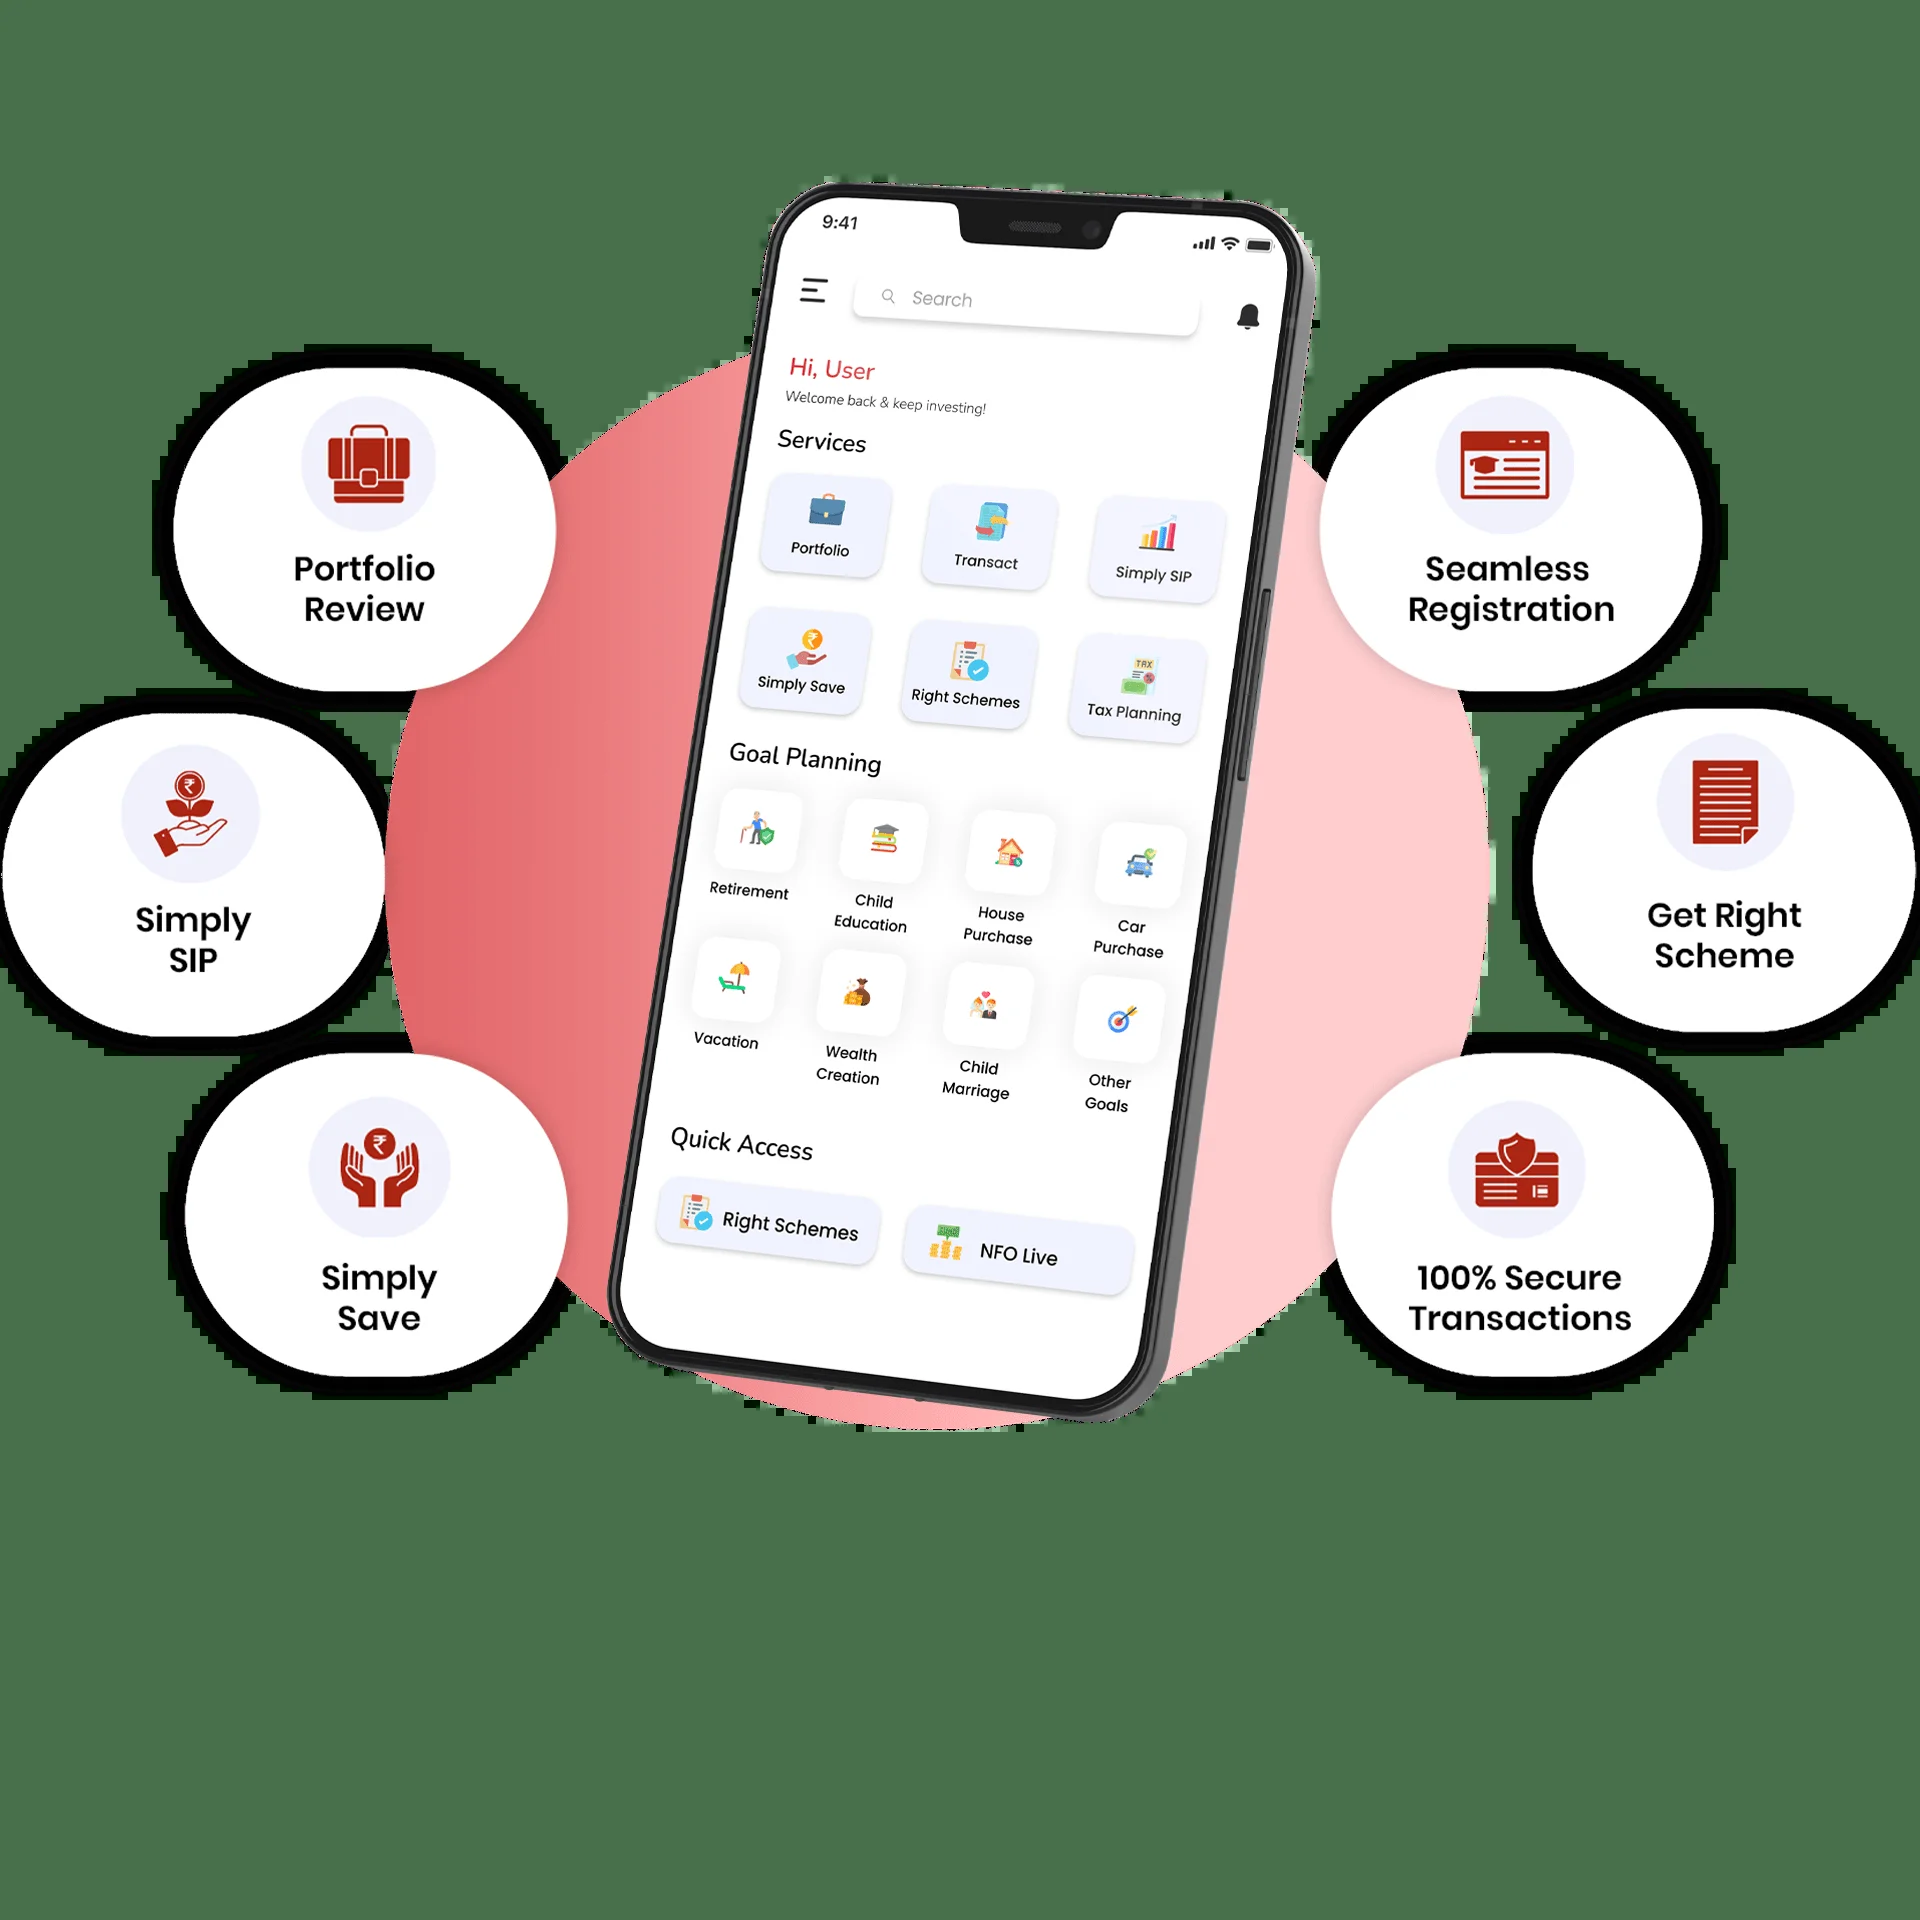 9:41
Search
Hi, User
Welcome back & keep investing!
Services
Portfolio
Transact
Simply SIP
Simply Save
Right Schemes
TAX
Tax Planning
Goal Planning
Retirement
Child
Education
House
Purchase
Car
Purchase
Vacation
Wealth
Creation
Child
Marriage
Other
Goals
Quick Access
Right Schemes
NFO Live
Portfolio
Review
₹
Simply
SIP
₹
Simply
Save
Seamless
Registration
Get Right
Scheme
100% Secure
Transactions